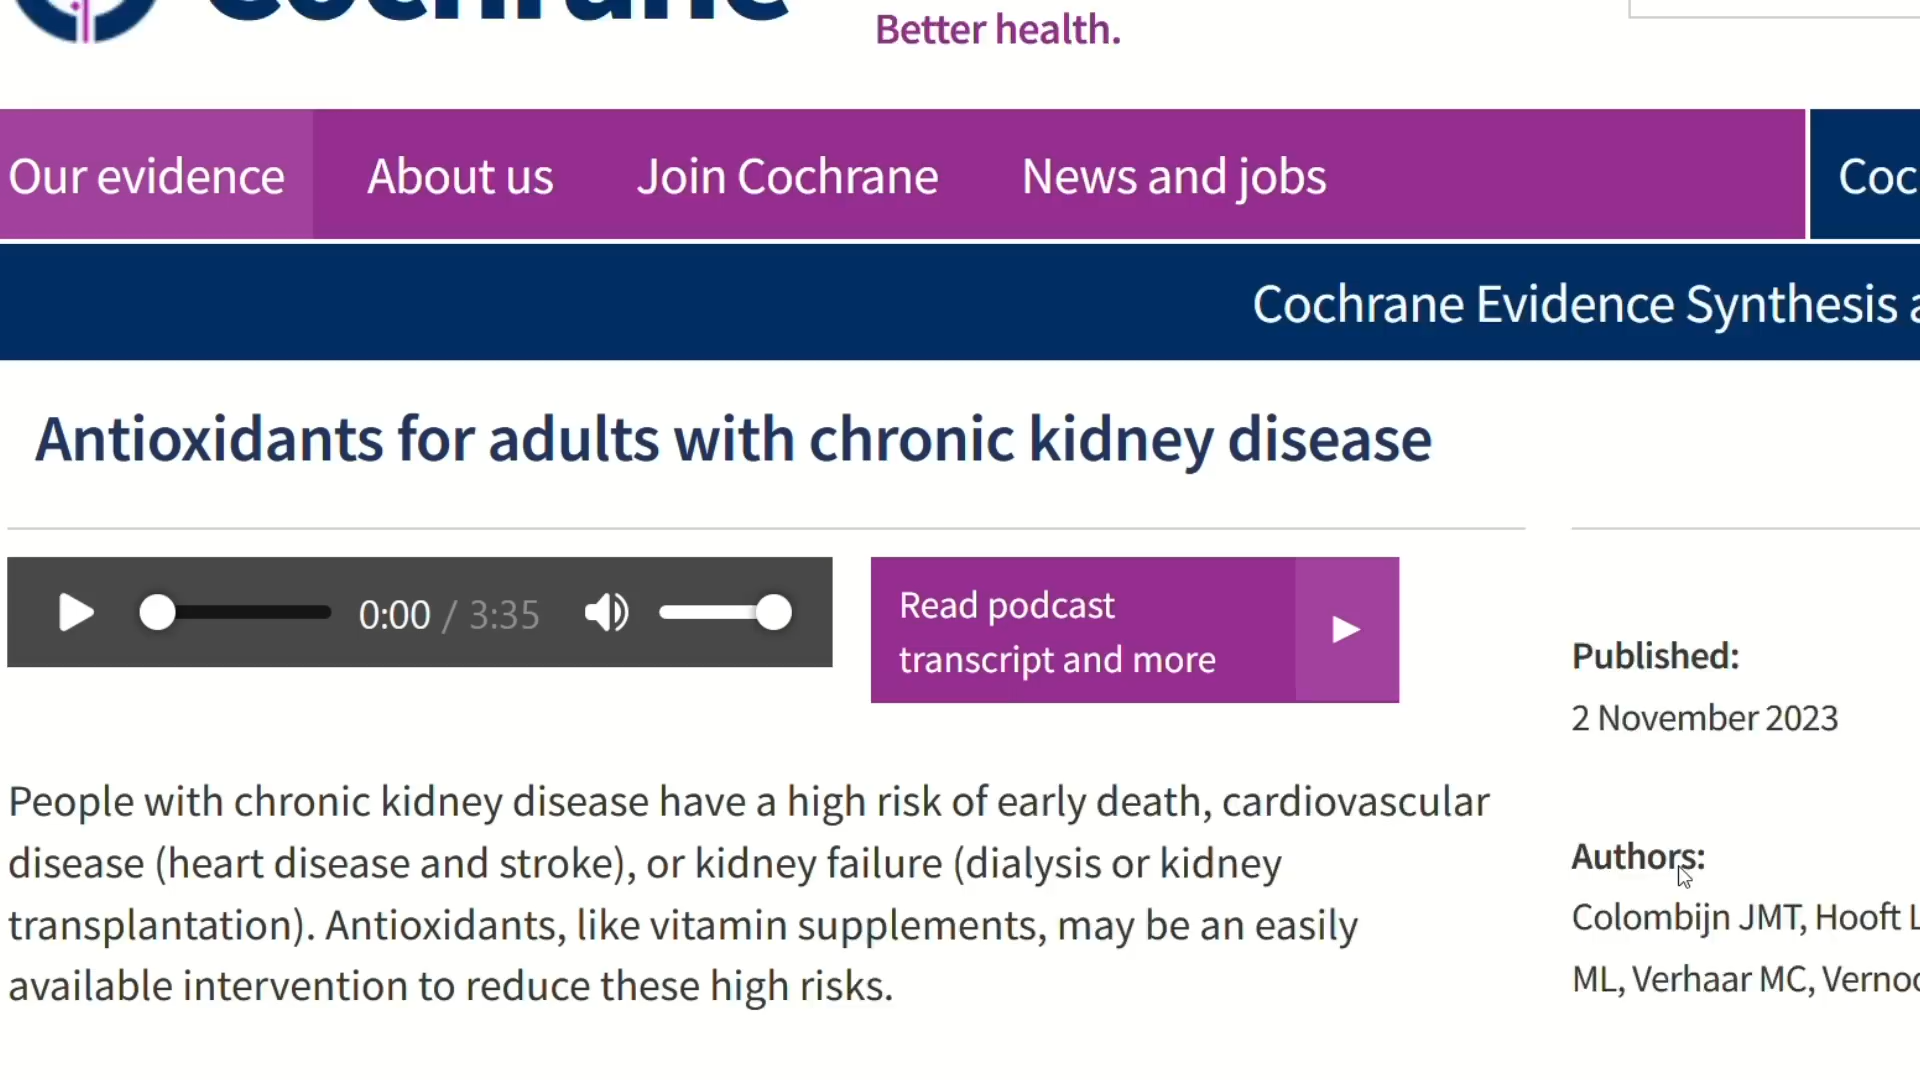 Cochrane
Better health.
Our evidence
About us
Join Cochrane
News and jobs
Coc
Cochrane Evidence Synthesis a
Antioxidants for adults with chronic kidney disease
0:00 / 3:35
Read podcast
transcript and more
People with chronic kidney disease have a high risk of early death, cardiovascular
disease (heart disease and stroke), or kidney failure (dialysis or kidney
transplantation). Antioxidants, like vitamin supplements, may be an easily
available intervention to reduce these high risks.
Published:
2 November 2023
Authors:
Colombijn JMT, Hooft L
ML, Verhaar MC, Vernoo